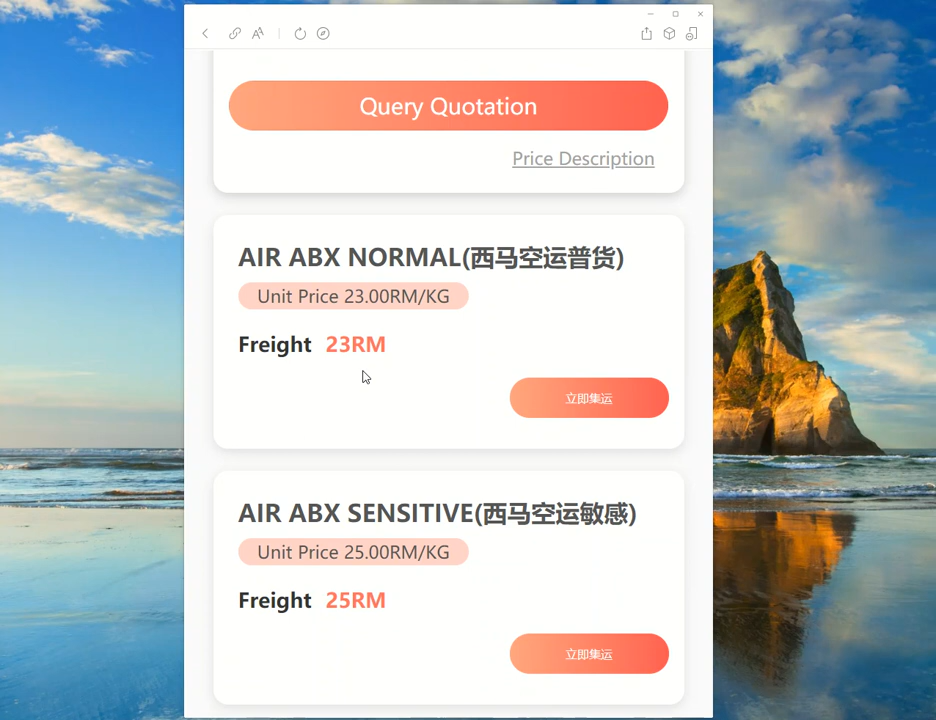 Query Quotation
Price Description
AIR ABX NORMAL(西马空运普货)
Unit Price 23.00RM/KG
Freight 23RM
立即集运
AIR ABX SENSITIVE(西马空运敏感)
Unit Price 25.00RM/KG
Freight 25RM
立即集运